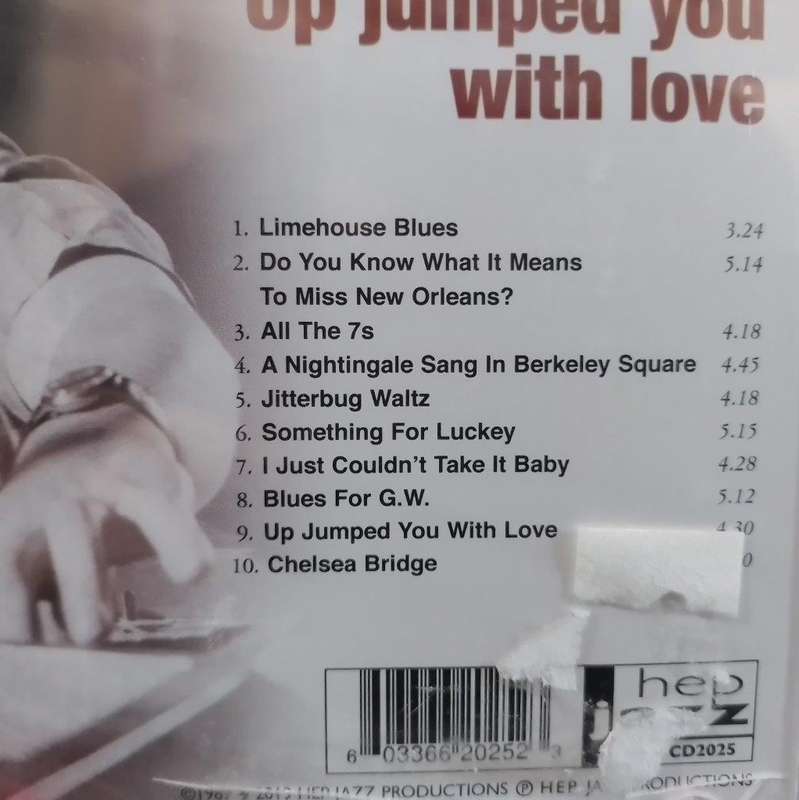 Up jumped you
with love
1. Limehouse Blues 3.24
2. Do You Know What It Means 5.14
To Miss New Orleans?
3. All The 7s 4.18
4. A Nightingale Sang In Berkeley Square 4.45
5. Jitterbug Waltz 4.18
6. Something For Luckey 5.15
7. I Just Couldn't Take It Baby 4.28
8. Blues For G.W. 5.12
9. Up Jumped You With Love 4.30
10. Chelsea Bridge
hep
jazz
CD2025
6 03366 20252 3
HEP JAZZ PRODUCTIONS ℗ HEP